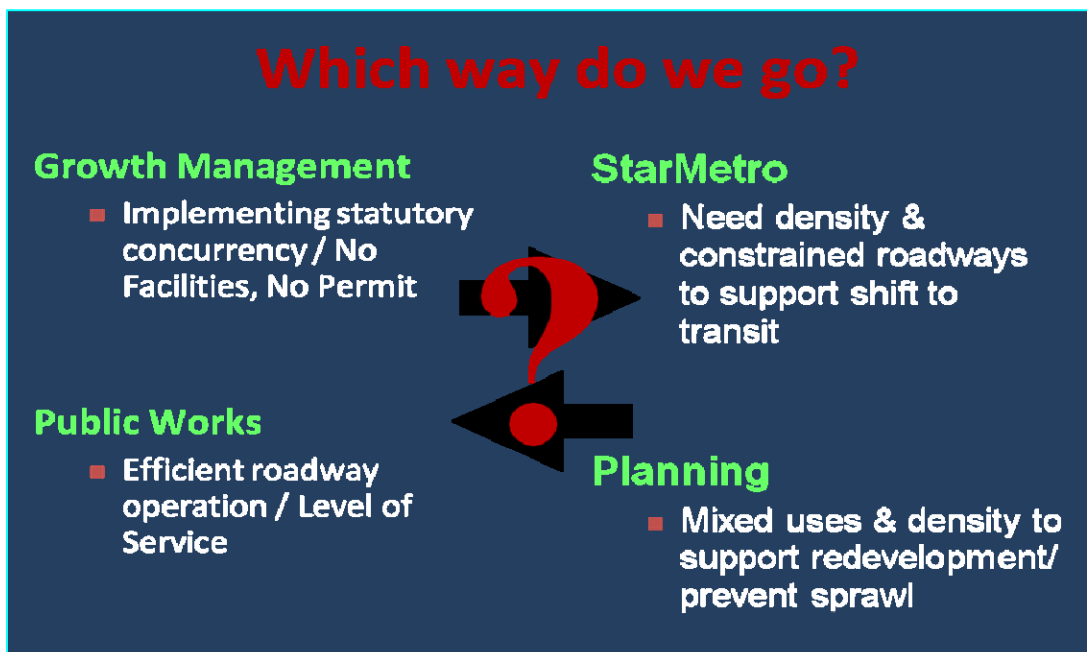 Which way do we go?
Growth Management
Implementing statutory
concurrency / No
Facilities, No Permit
StarMetro
Need density &
constrained roadways
to support shift to
transit
?
Public Works
Efficient roadway
operation / Level of
Service
Planning
Mixed uses & density to
support redevelopment/
prevent sprawl